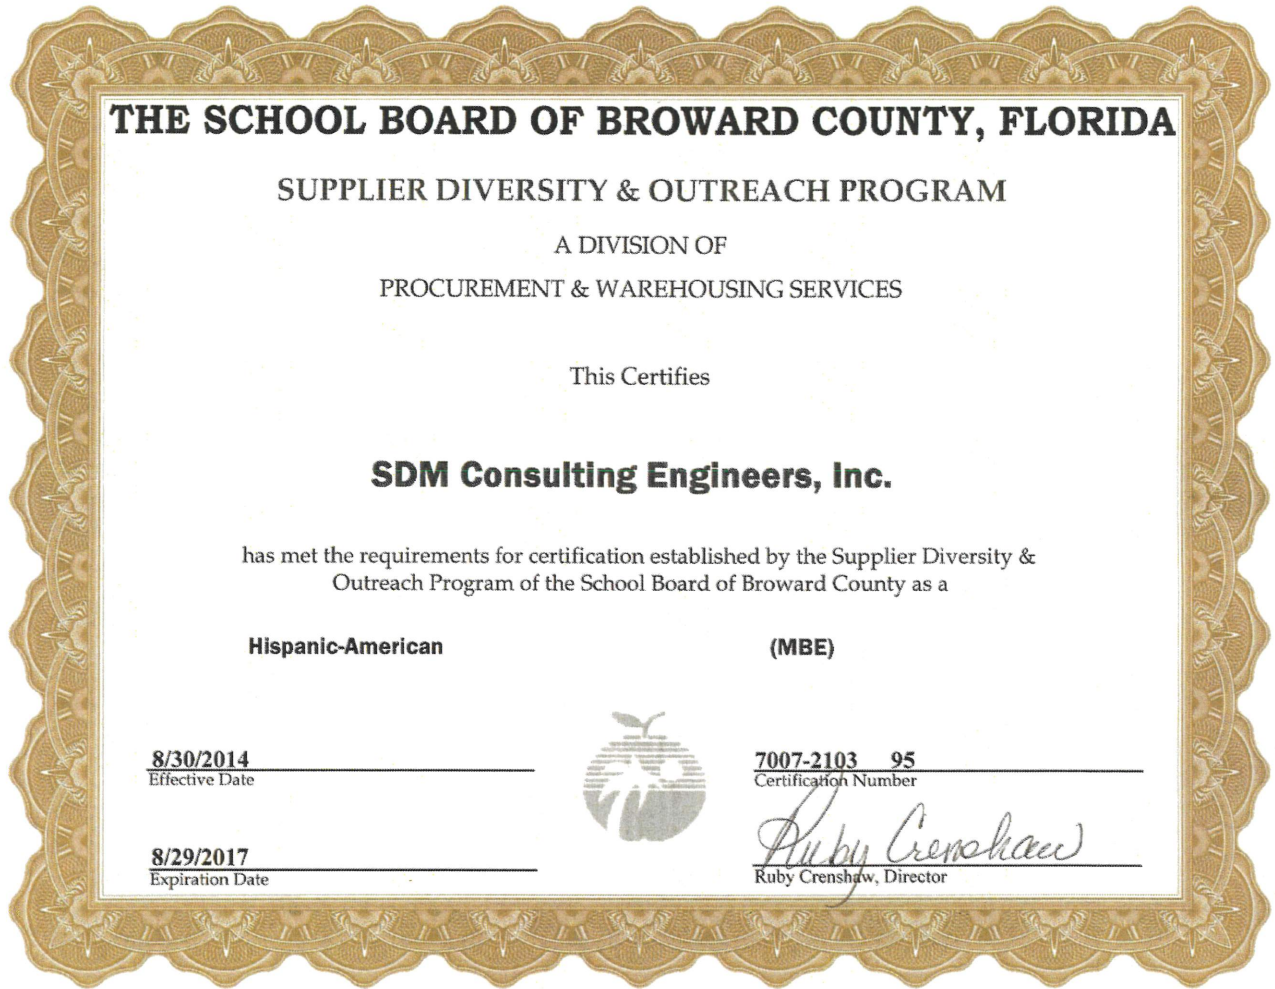 THE SCHOOL BOARD OF BROWARD COUNTY, FLORIDA
SUPPLIER DIVERSITY & OUTREACH PROGRAM
A DIVISION OF
PROCUREMENT & WAREHOUSING SERVICES
This Certifies
SDM Consulting Engineers, Inc.
has met the requirements for certification established by the Supplier Diversity &
Outreach Program of the School Board of Broward County as a
Hispanic-American (MBE)
8/30/2014
Effective Date
7007-2103 95
Certification Number
8/29/2017
Expiration Date
Ruby Crenshaw
Ruby Crenshaw, Director